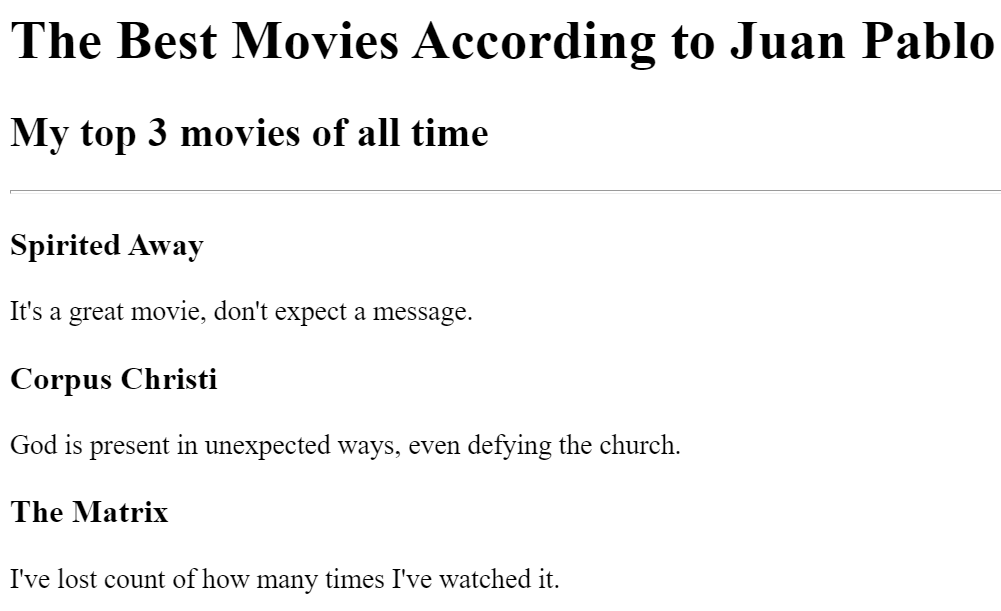 The Best Movies According to Juan Pablo
My top 3 movies of all time
Spirited Away
It's a great movie, don't expect a message.
Corpus Christi
God is present in unexpected ways, even defying the church.
The Matrix
I've lost count of how many times I've watched it.